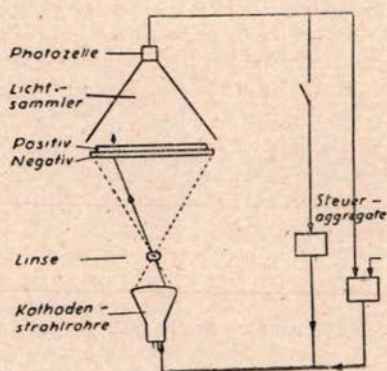 Photozelle
Licht-
sammler
Positiv
Negativ
Steuer-
aggregate
Linse
Kathoden-
strahlrohre